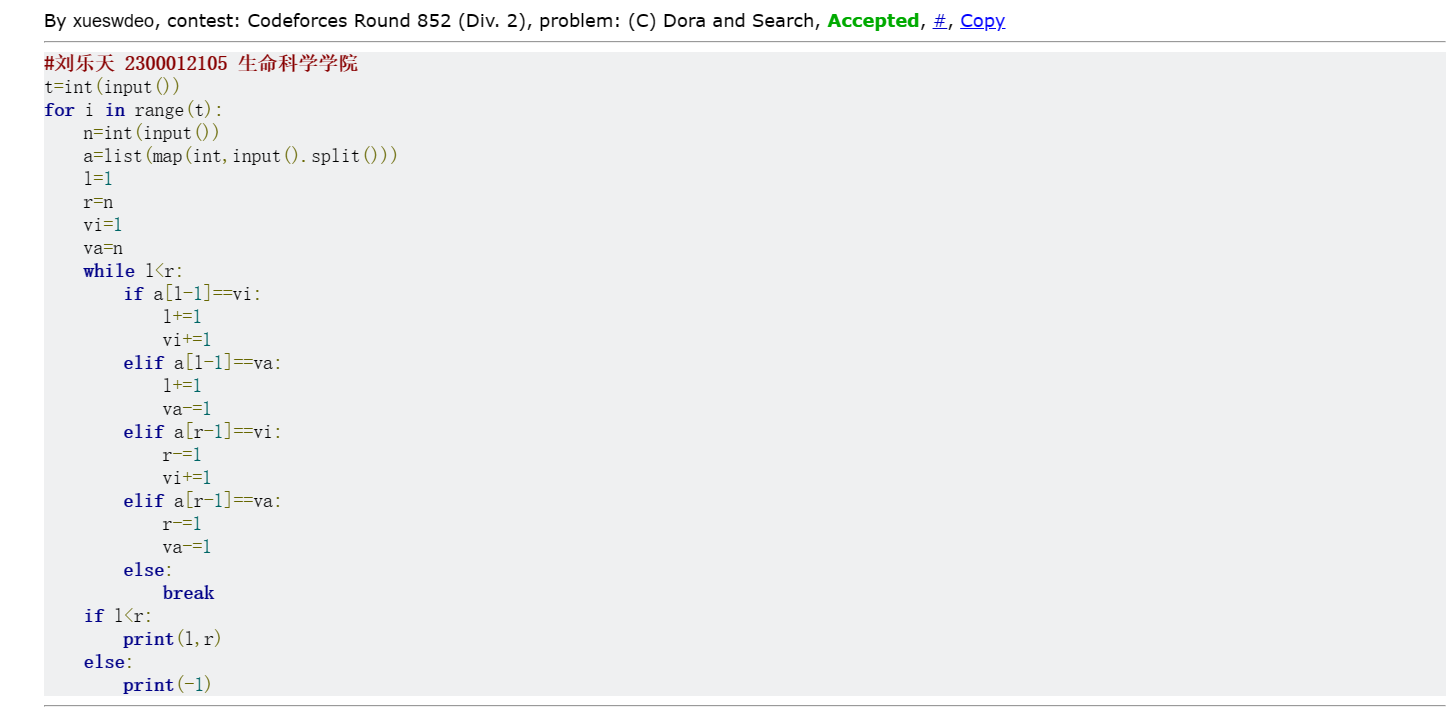 By xueswdeo, contest: Codeforces Round 852 (Div. 2), problem: (C) Dora and Search, Accepted, #, Copy
#刘乐天 2300012105 生命科学学院
t=int(input())
for i in range(t):
    n=int(input())
    a=list(map(int,input().split()))
    l=1
    r=n
    vi=1
    va=n
    while l<r:
        if a[l-1]==vi:
            l+=1
            vi+=1
        elif a[l-1]==va:
            l+=1
            va-=1
        elif a[r-1]==vi:
            r-=1
            vi+=1
        elif a[r-1]==va:
            r-=1
            va-=1
        else:
            break
    if l<r:
        print(l,r)
    else:
        print(-1)